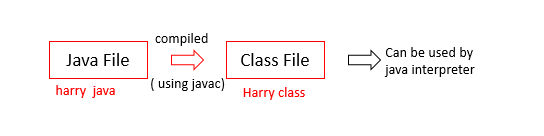 compiled
Java File
Class File
Can be used by
java interpreter
harry java
( using javac)
Harry class